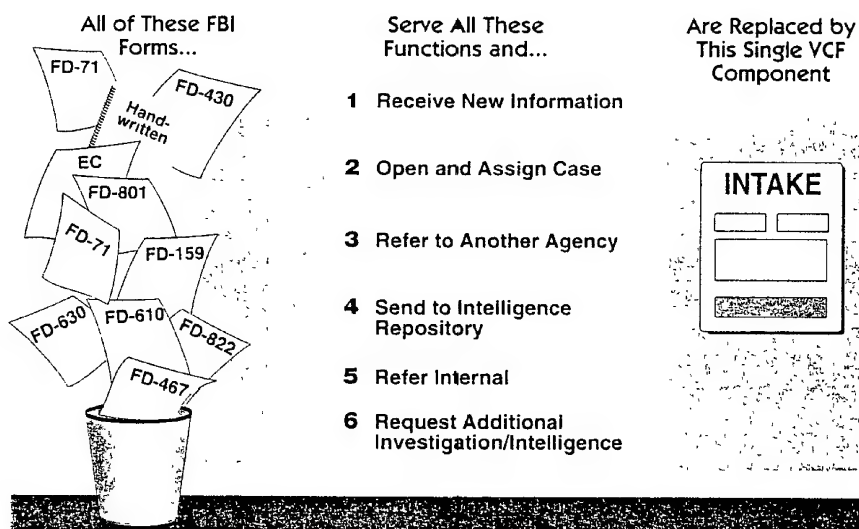 All of These FBI
Forms...
FD-71
FD-430
Hand-
written
EC
FD-801
FD-71
FD-159
FD-630
FD-610
FD-822
FD-467
Serve All These
Functions and...
1 Receive New Information
2 Open and Assign Case
3 Refer to Another Agency
4 Send to Intelligence
Repository
5 Refer Internal
6 Request Additional
Investigation/Intelligence
Are Replaced by
This Single VCF
Component
INTAKE